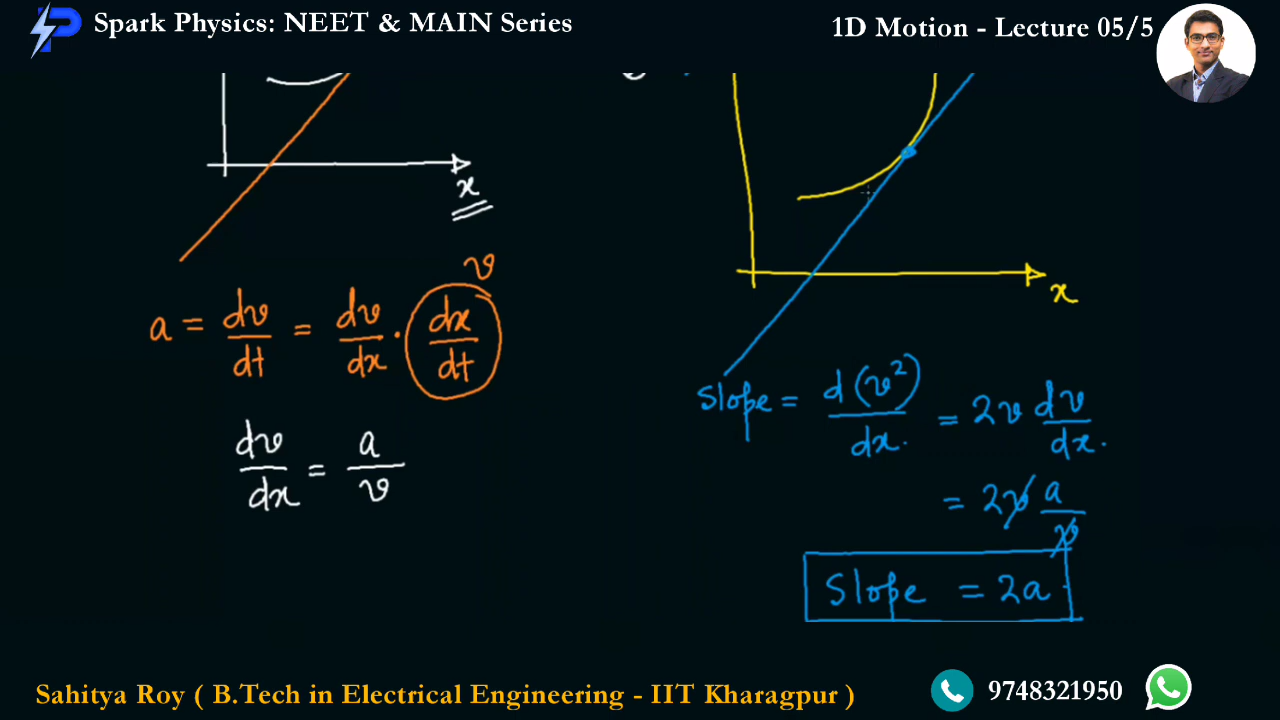 Spark Physics: NEET & MAIN Series
1D Motion - Lecture 05/5
x
a = dv/dt = dv/dx · dx/dt
v
dv/dx = a/v
x
Slope = d(v²)/dx. = 2v dv/dx.
= 2v a/v
Slope = 2a
Sahitya Roy ( B.Tech in Electrical Engineering - IIT Kharagpur )
9748321950